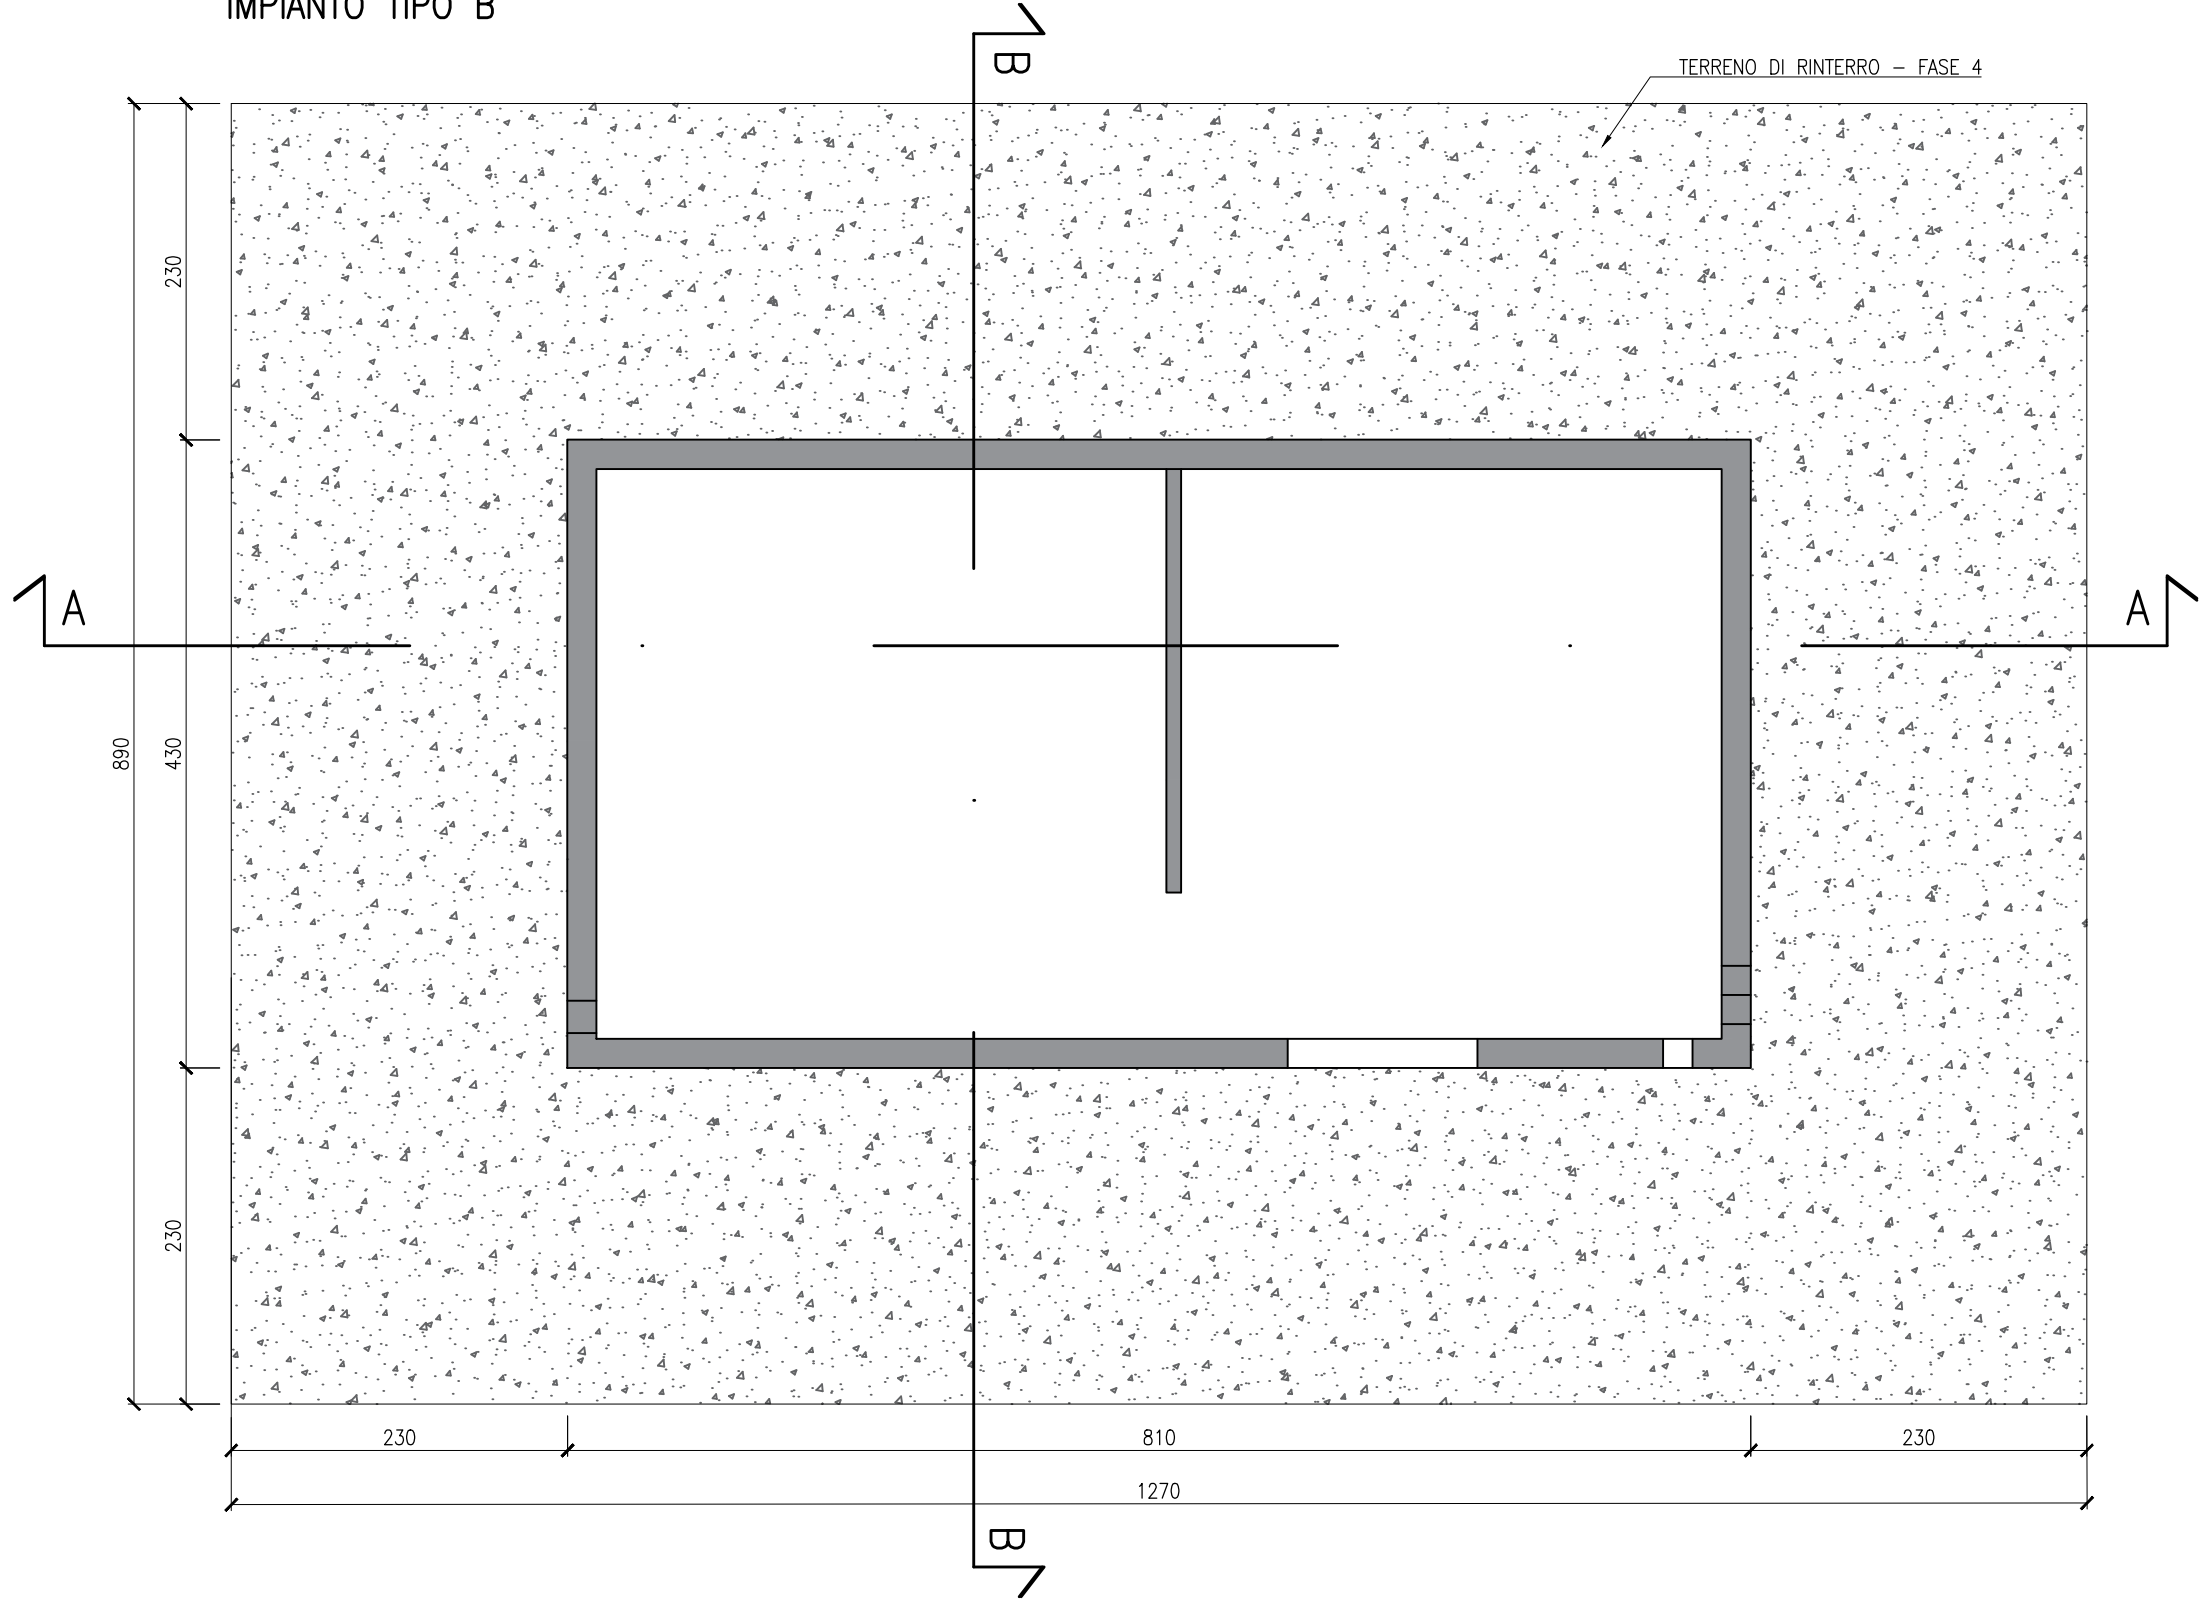 IMPIANTO TIPO B
B
TERRENO DI RINTERRO – FASE 4
230
A
A
890
430
230
230
810
230
1270
B